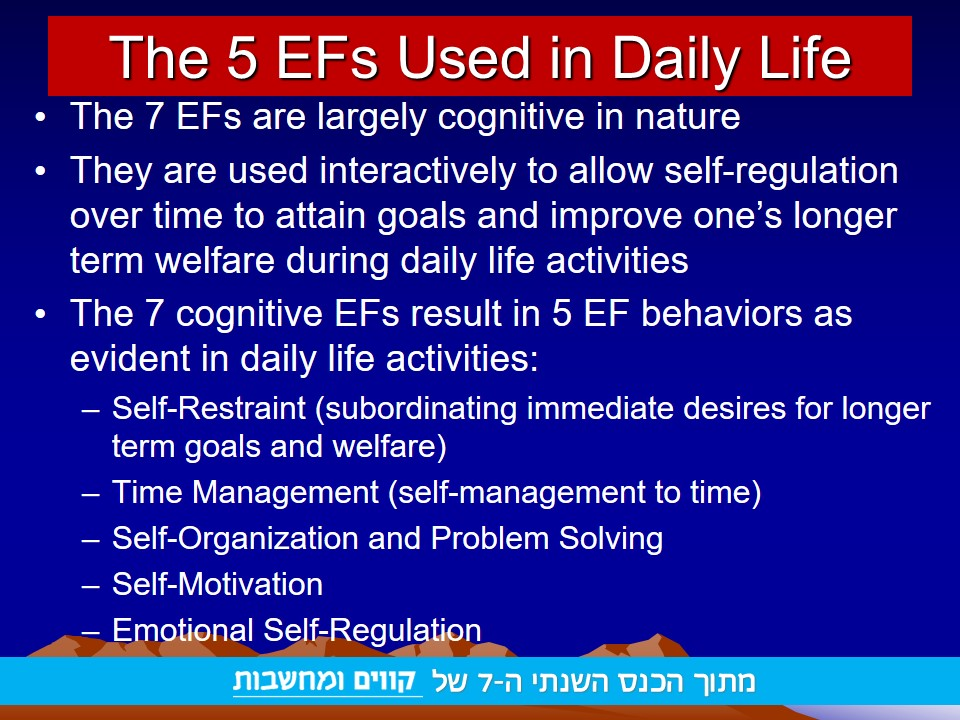 The 5 EFs Used in Daily Life
• The 7 EFs are largely cognitive in nature
• They are used interactively to allow self-regulation
over time to attain goals and improve one’s longer
term welfare during daily life activities
• The 7 cognitive EFs result in 5 EF behaviors as
evident in daily life activities:
– Self-Restraint (subordinating immediate desires for longer
term goals and welfare)
– Time Management (self-management to time)
– Self-Organization and Problem Solving
– Self-Motivation
– Emotional Self-Regulation
מתוך הכנס השנתי ה-7 של קווים ומחשבות